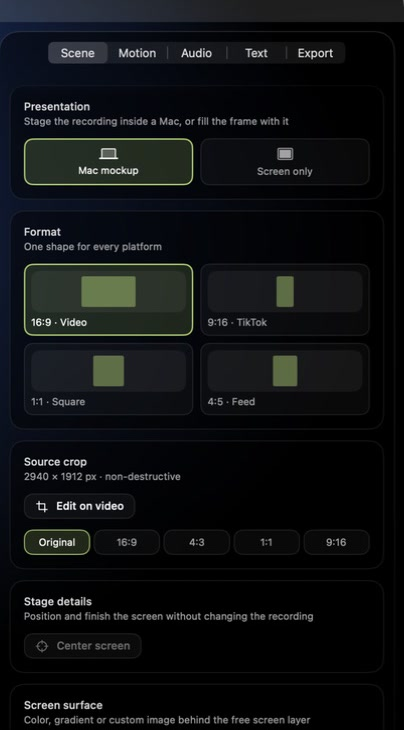 Scene Motion Audio Text Export
Presentation
Stage the recording inside a Mac, or fill the frame with it
Mac mockup Screen only
Format
One shape for every platform
16:9 · Video 9:16 · TikTok
1:1 · Square 4:5 · Feed
Source crop
2940 × 1912 px · non-destructive
Edit on video
Original 16:9 4:3 1:1 9:16
Stage details
Position and finish the screen without changing the recording
Center screen
Screen surface
Color, gradient or custom image behind the free screen layer